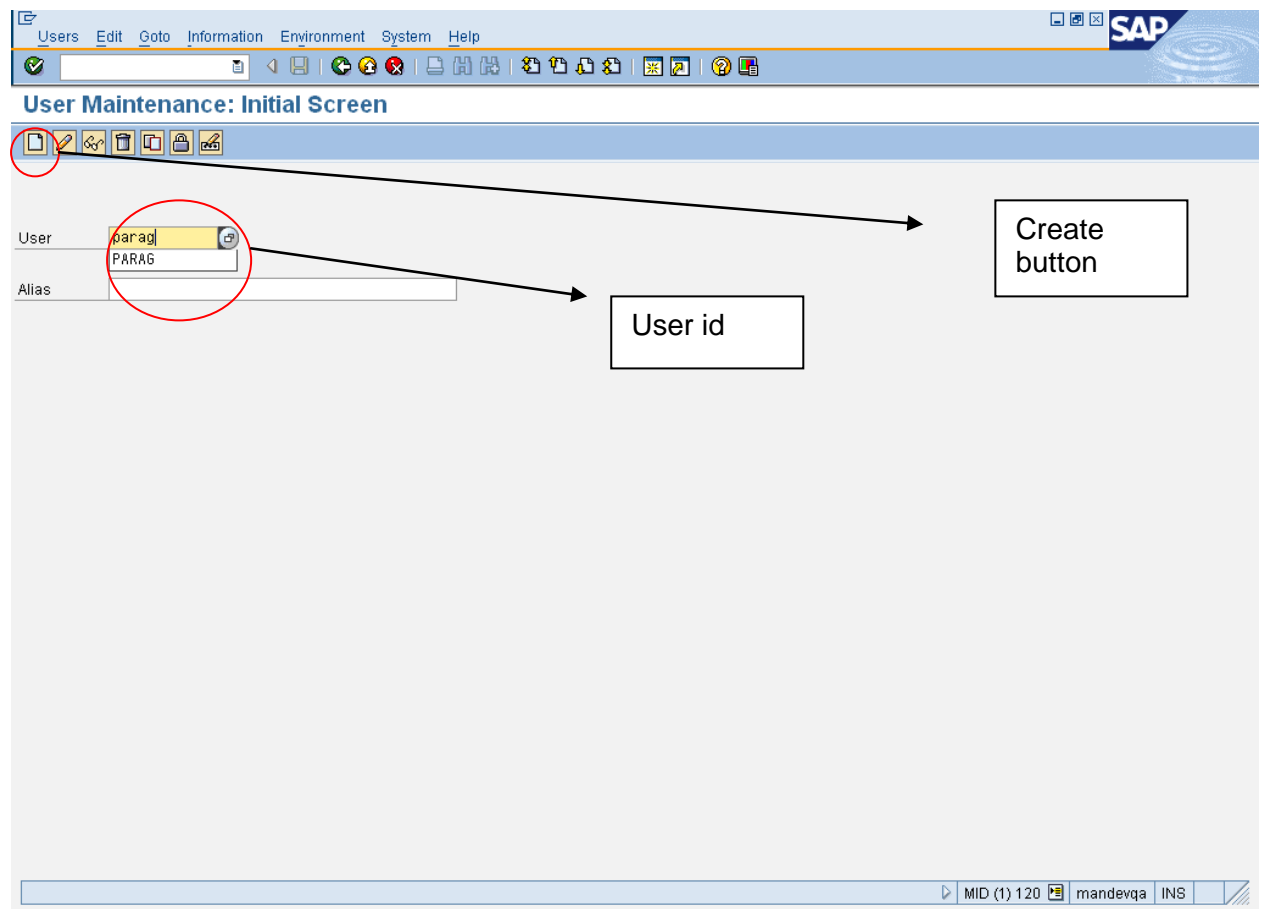 Users Edit Goto Information Environment System Help
SAP
User Maintenance: Initial Screen
Create
button
User parag
PARAG
Alias
User id
MID (1) 120 mandevqa INS